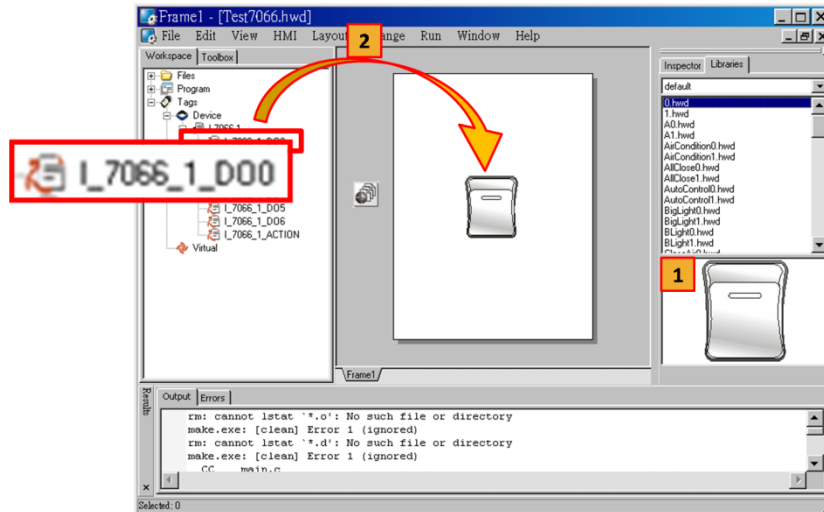 Frame1 - [Test7066.hwd]
File Edit View HMI Layout Run Window Help
2
Workspace Toolbox
Files
Program
Tags
Device
I_7066_1_DO0
I_7066_1_DO5
I_7066_1_DO6
I_7066_1_ACTION
Virtual
Frame1
Inspector Libraries
default
0.hwd
1.hwd
A0.hwd
A1.hwd
AirCondition0.hwd
AirCondition1.hwd
AllClose0.hwd
AllClose1.hwd
AutoControl0.hwd
AutoControl1.hwd
BigLight0.hwd
BigLight1.hwd
BLight0.hwd
BLight1.hwd
1
Results
Output Errors
rm: cannot lstat `*.o': No such file or directory
make.exe: [clean] Error 1 (ignored)
rm: cannot lstat `*.d': No such file or directory
make.exe: [clean] Error 1 (ignored)
CC main.c
Selected: 0